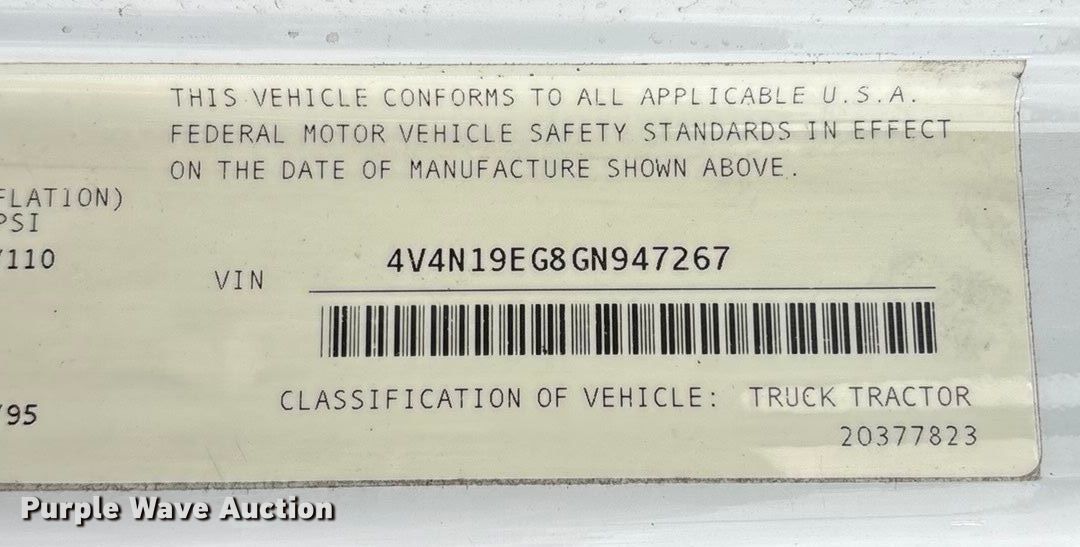 THIS VEHICLE CONFORMS TO ALL APPLICABLE U.S.A.
FEDERAL MOTOR VEHICLE SAFETY STANDARDS IN EFFECT
ON THE DATE OF MANUFACTURE SHOWN ABOVE.
FLATION)
PSI
/110
VIN 4V4N19EG8GN947267
/95
CLASSIFICATION OF VEHICLE: TRUCK TRACTOR
20377823
Purple Wave Auction